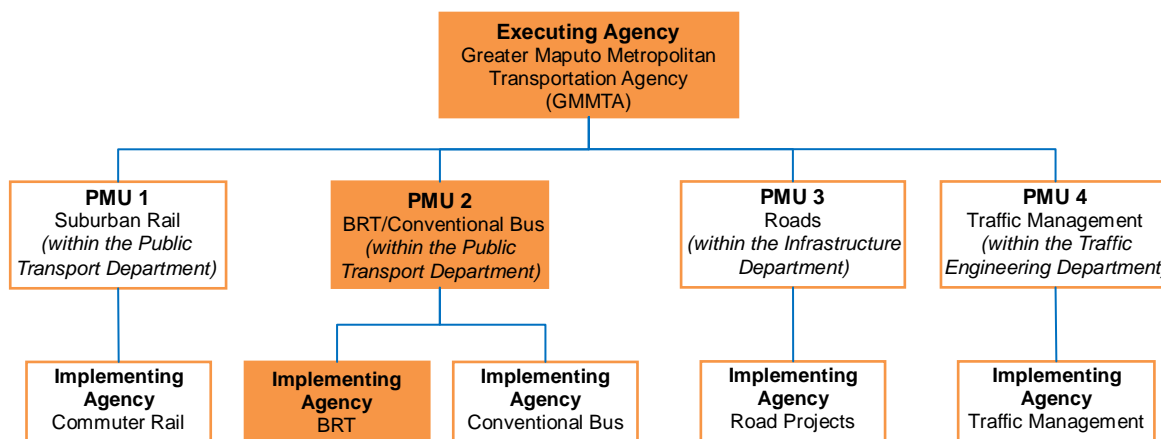 Executing Agency
Greater Maputo Metropolitan
Transportation Agency
(GMMTA)
PMU 1
Suburban Rail
(within the Public
Transport Department)
PMU 2
BRT/Conventional Bus
(within the Public
Transport Department)
PMU 3
Roads
(within the Infrastructure
Department)
PMU 4
Traffic Management
(within the Traffic
Engineering Department)
Implementing
Agency
Commuter Rail
Implementing
Agency
BRT
Implementing
Agency
Conventional Bus
Implementing
Agency
Road Projects
Implementing
Agency
Traffic Management